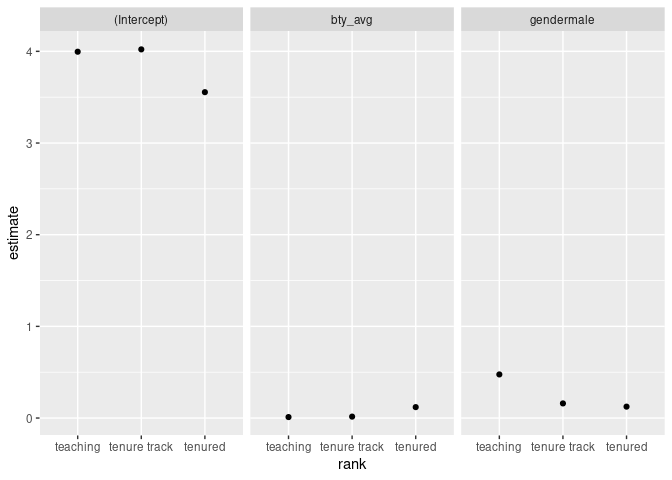 (Intercept) bty_avg gendermale
4
3
2
1
0
estimate
teaching tenure track tenured teaching tenure track tenured teaching tenure track tenured
rank